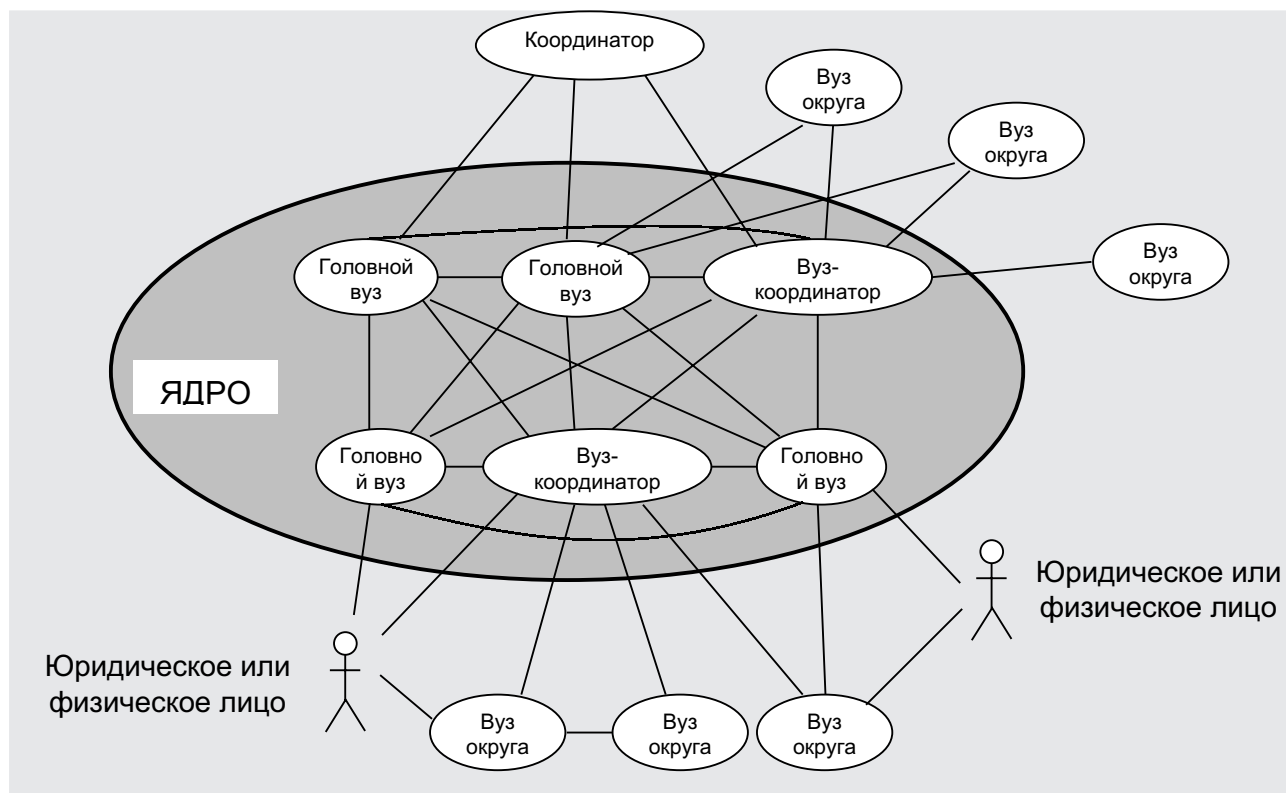 Координатор
Вуз
округа
Вуз
округа
Вуз
округа
Головной
вуз
Головной
вуз
Вуз-
координатор
ЯДРО
Головно
й вуз
Вуз-
координатор
Головно
й вуз
Юридическое или
физическое лицо
Юридическое или
физическое лицо
Вуз
округа
Вуз
округа
Вуз
округа